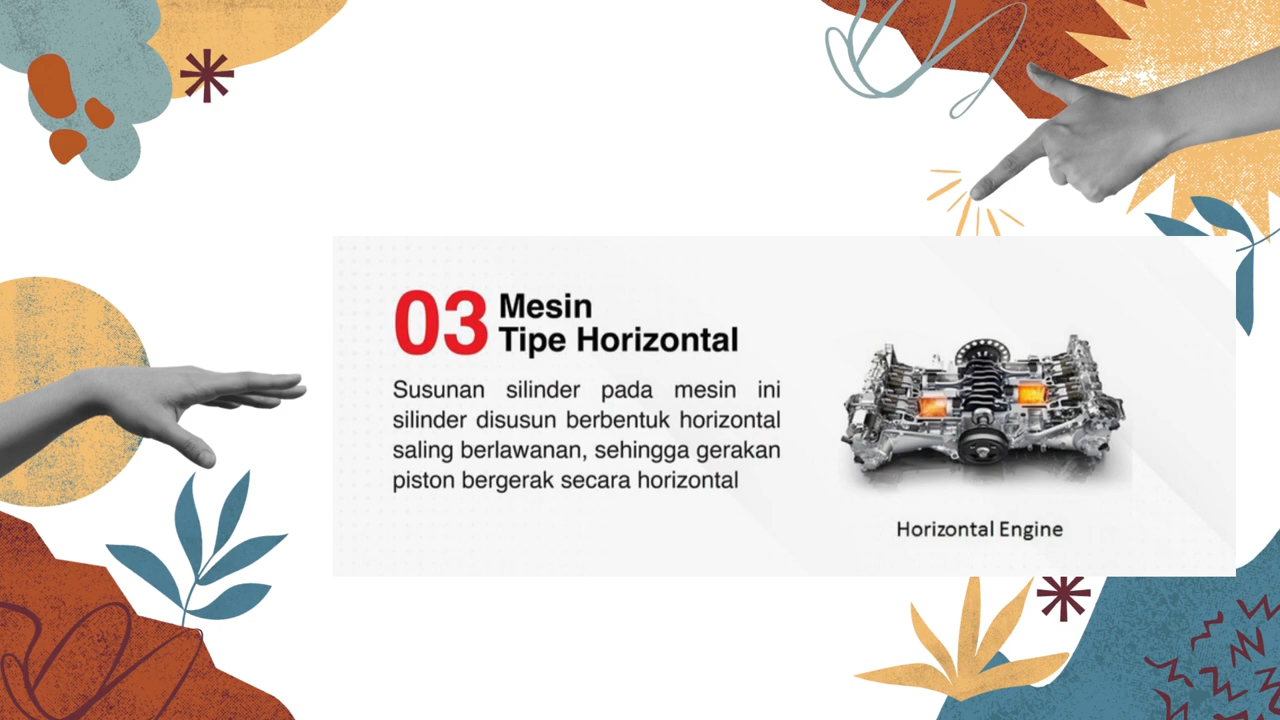 03 Mesin
Tipe Horizontal
Susunan silinder pada mesin ini
silinder disusun berbentuk horizontal
saling berlawanan, sehingga gerakan
piston bergerak secara horizontal
Horizontal Engine